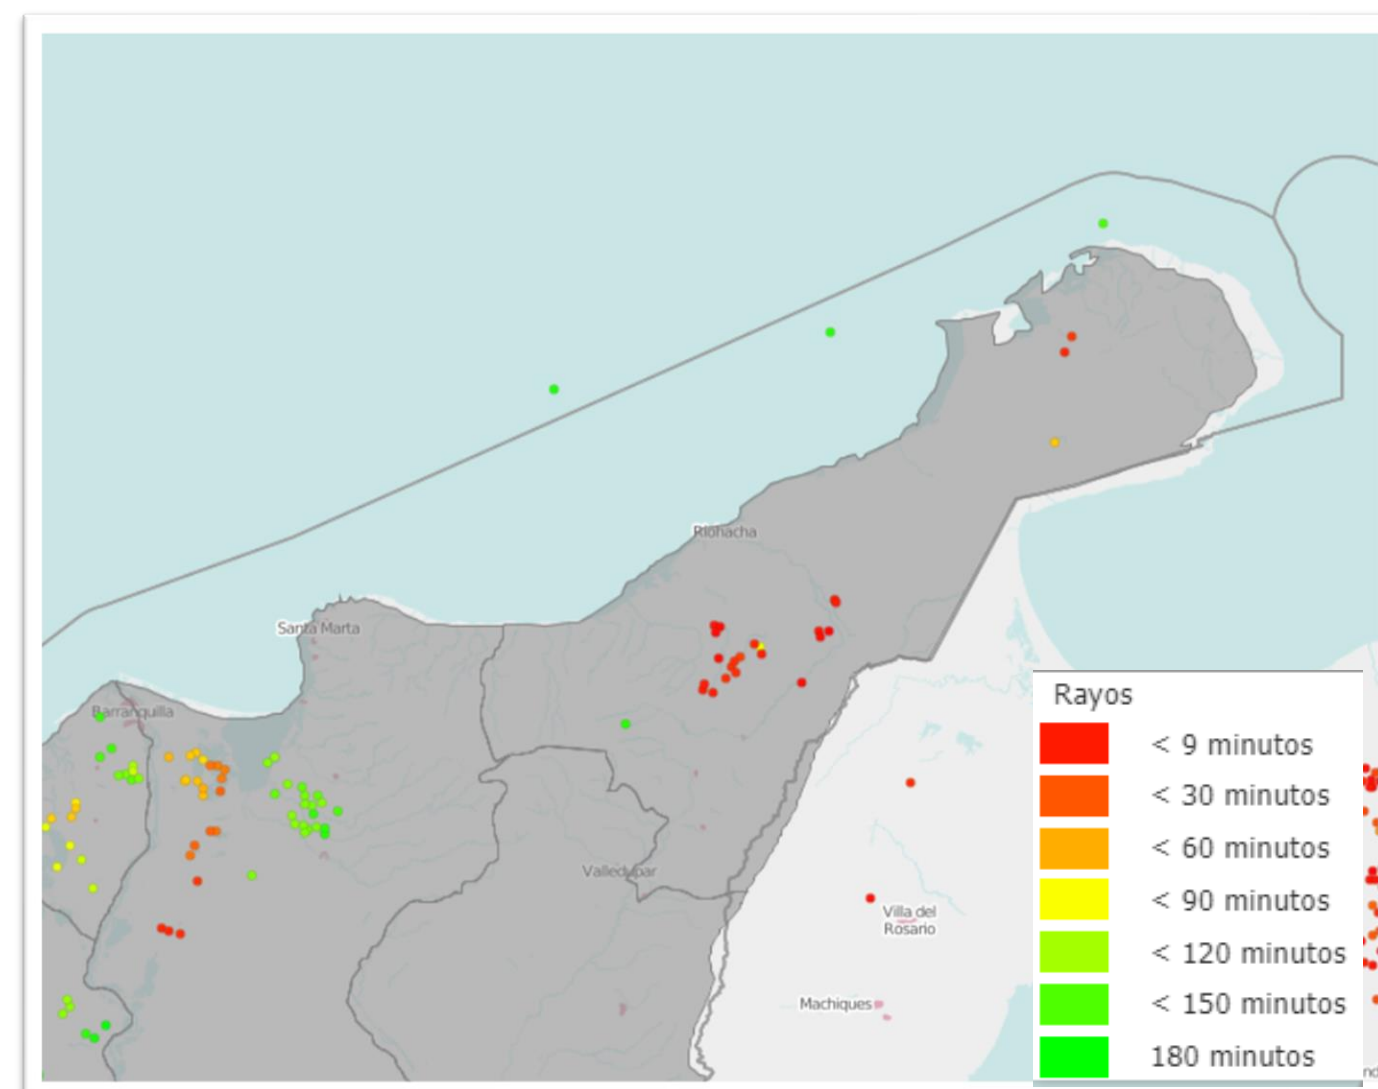 Riohacha
Santa Marta
Barranquilla
Valledupar
Villa del
Rosario
Machiques
Rayos
< 9 minutos
< 30 minutos
< 60 minutos
< 90 minutos
< 120 minutos
< 150 minutos
180 minutos